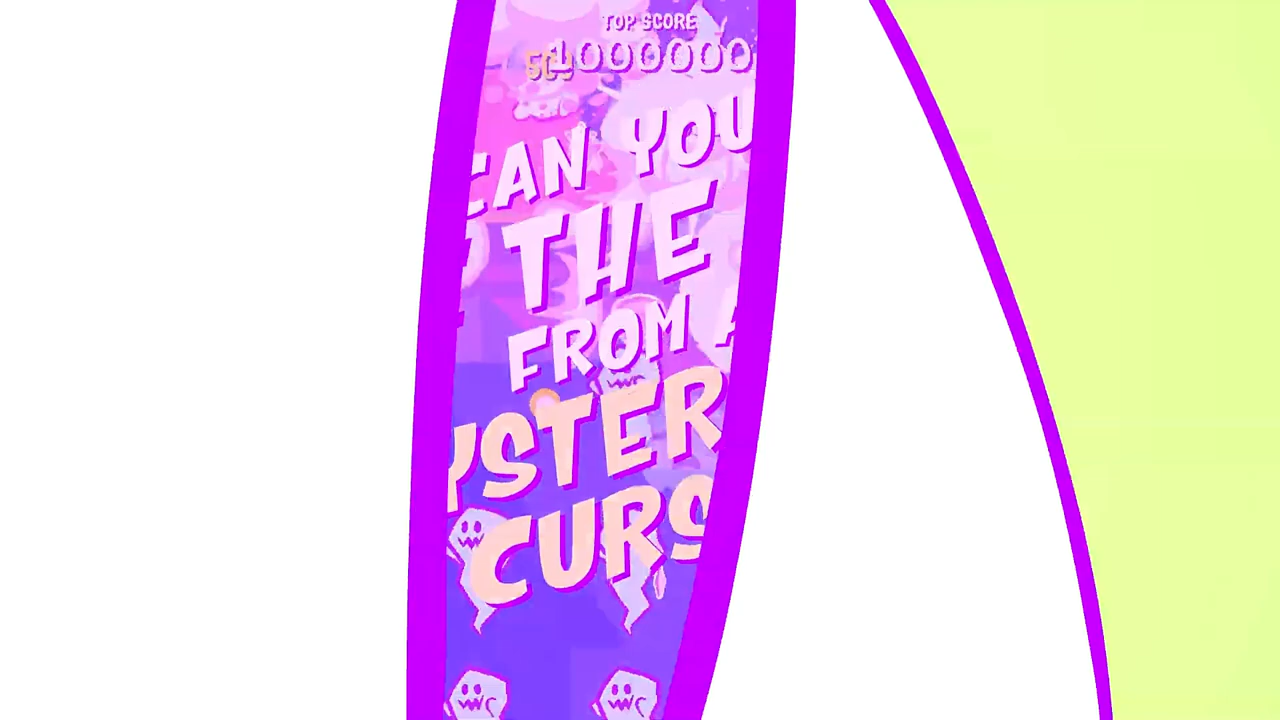 TOP SCORE
1000000
CAN YOU
THE
FROM A
YSTER
CURS